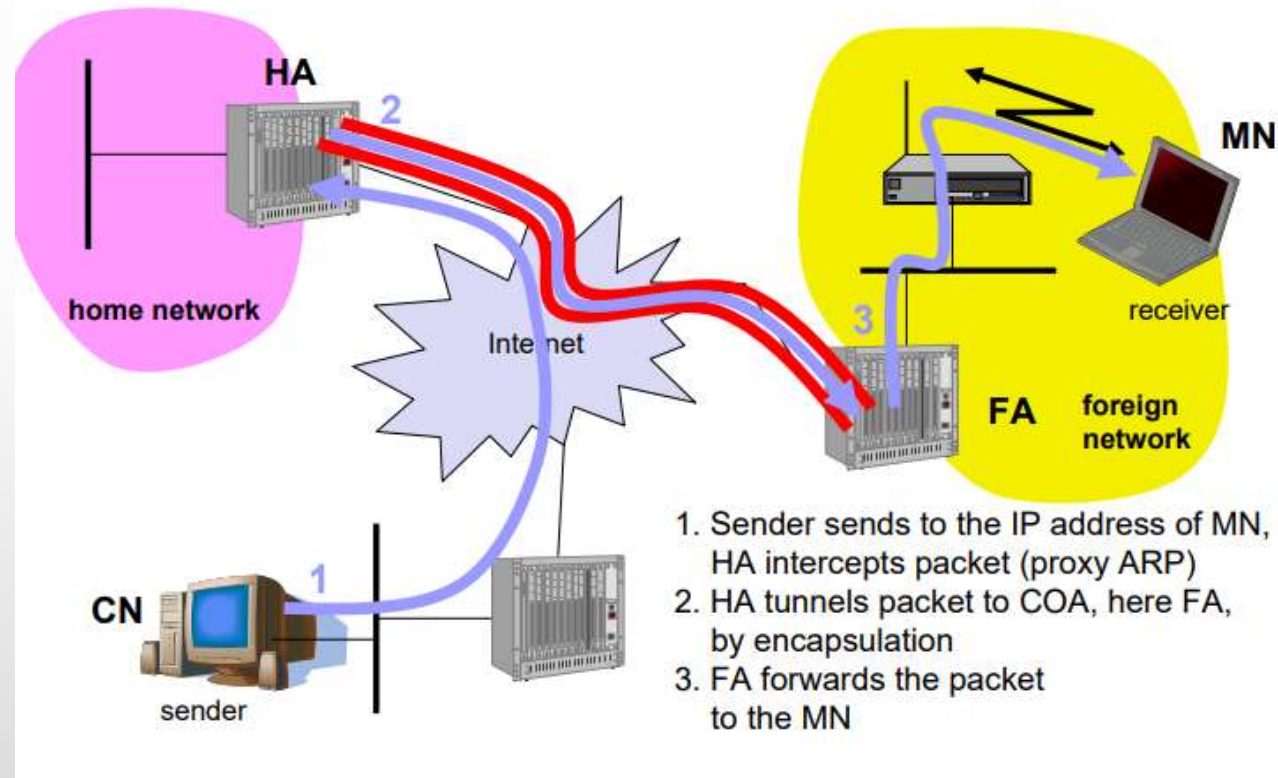 HA
2
MN
home network
Internet
receiver
3
FA
foreign
network
CN
1
sender
1. Sender sends to the IP address of MN,
HA intercepts packet (proxy ARP)
2. HA tunnels packet to COA, here FA,
by encapsulation
3. FA forwards the packet
to the MN